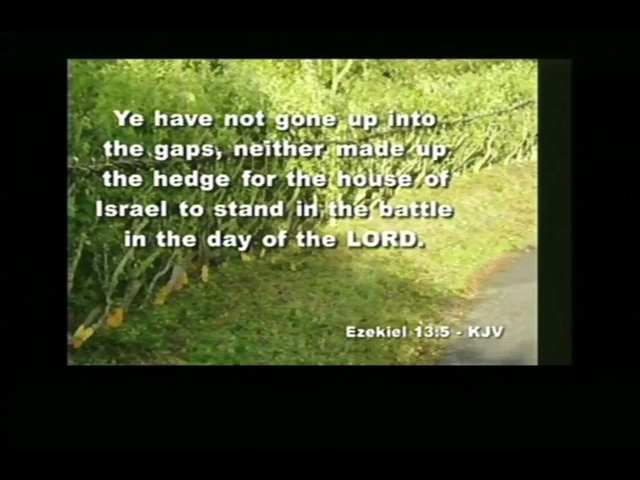 Ye have not gone up into
the gaps, neither made up
the hedge for the house of
Israel to stand in the battle
in the day of the LORD.
Ezekiel 13:5 - KJV